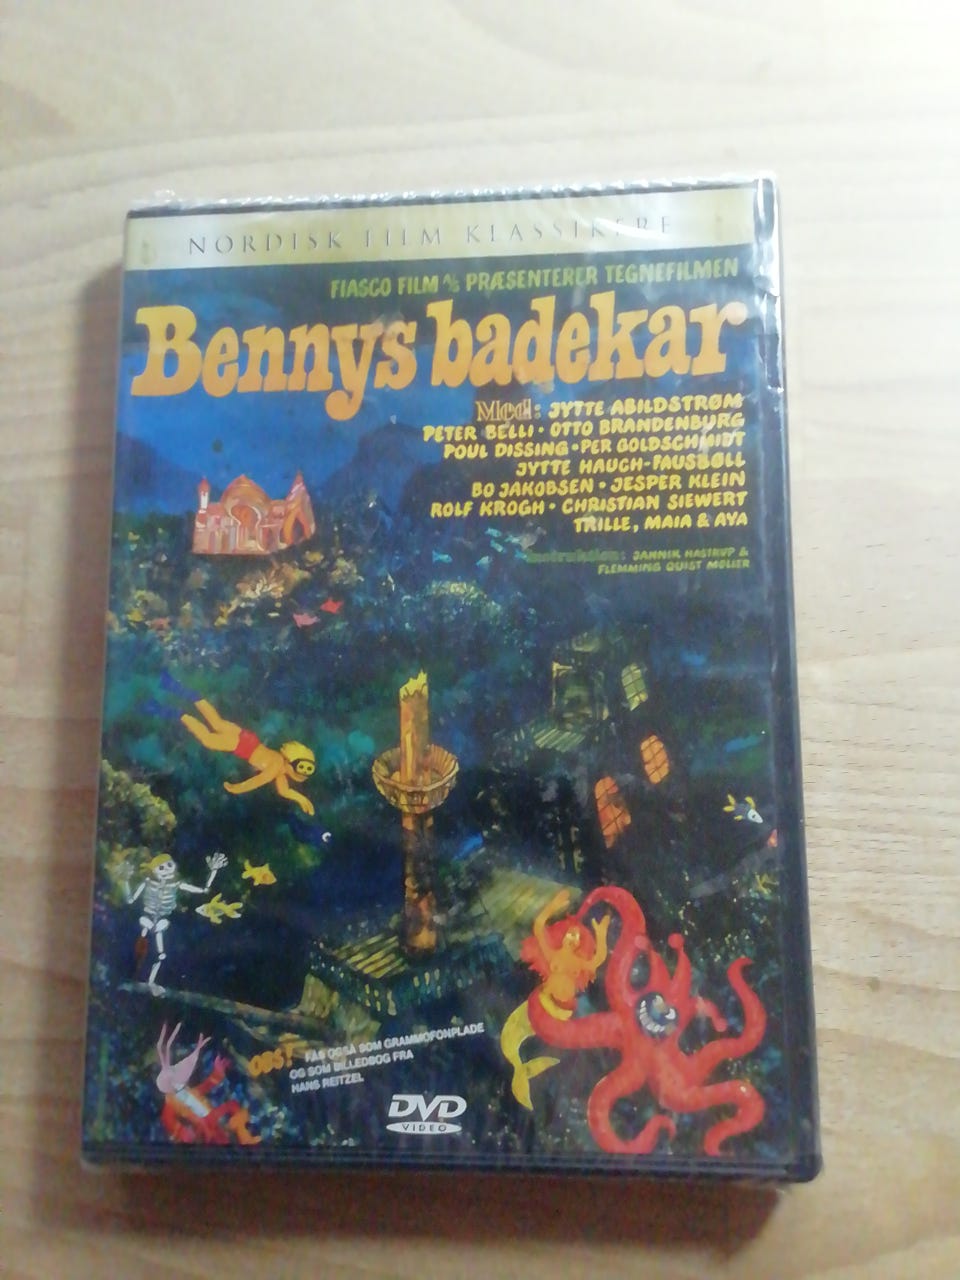 NORDISK FILM KLASSIKERE
FIASCO FILM A/S PRÆSENTERER TEGNEFILMEN
Bennys badekar
Med: JYTTE ABILDSTRØM
PETER BELLI • OTTO BRANDENBURG
POUL DISSING • PER GOLDSCHMIDT
JYTTE HAUCH-FAUSBØLL
BO JAKOBSEN • JESPER KLEIN
ROLF KROGH • CHRISTIAN SIEWERT
TRILLE, MAIA & AYA
Instruktion: JANNIK HASTRUP &
FLEMMING QUIST MØLLER
OBS! FÅS OGSÅ SOM GRAMMOFONPLADE
OG SOM BILLEDBOG FRA
HANS REITZEL
DVD
VIDEO